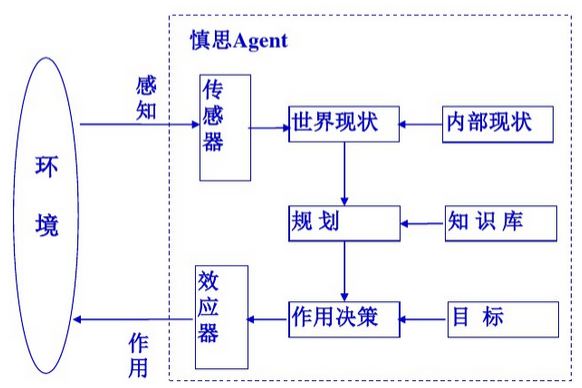 慎思Agent
感知
传感器
世界现状
内部现状
环境
规划
知识库
效应器
作用决策
目标
作用